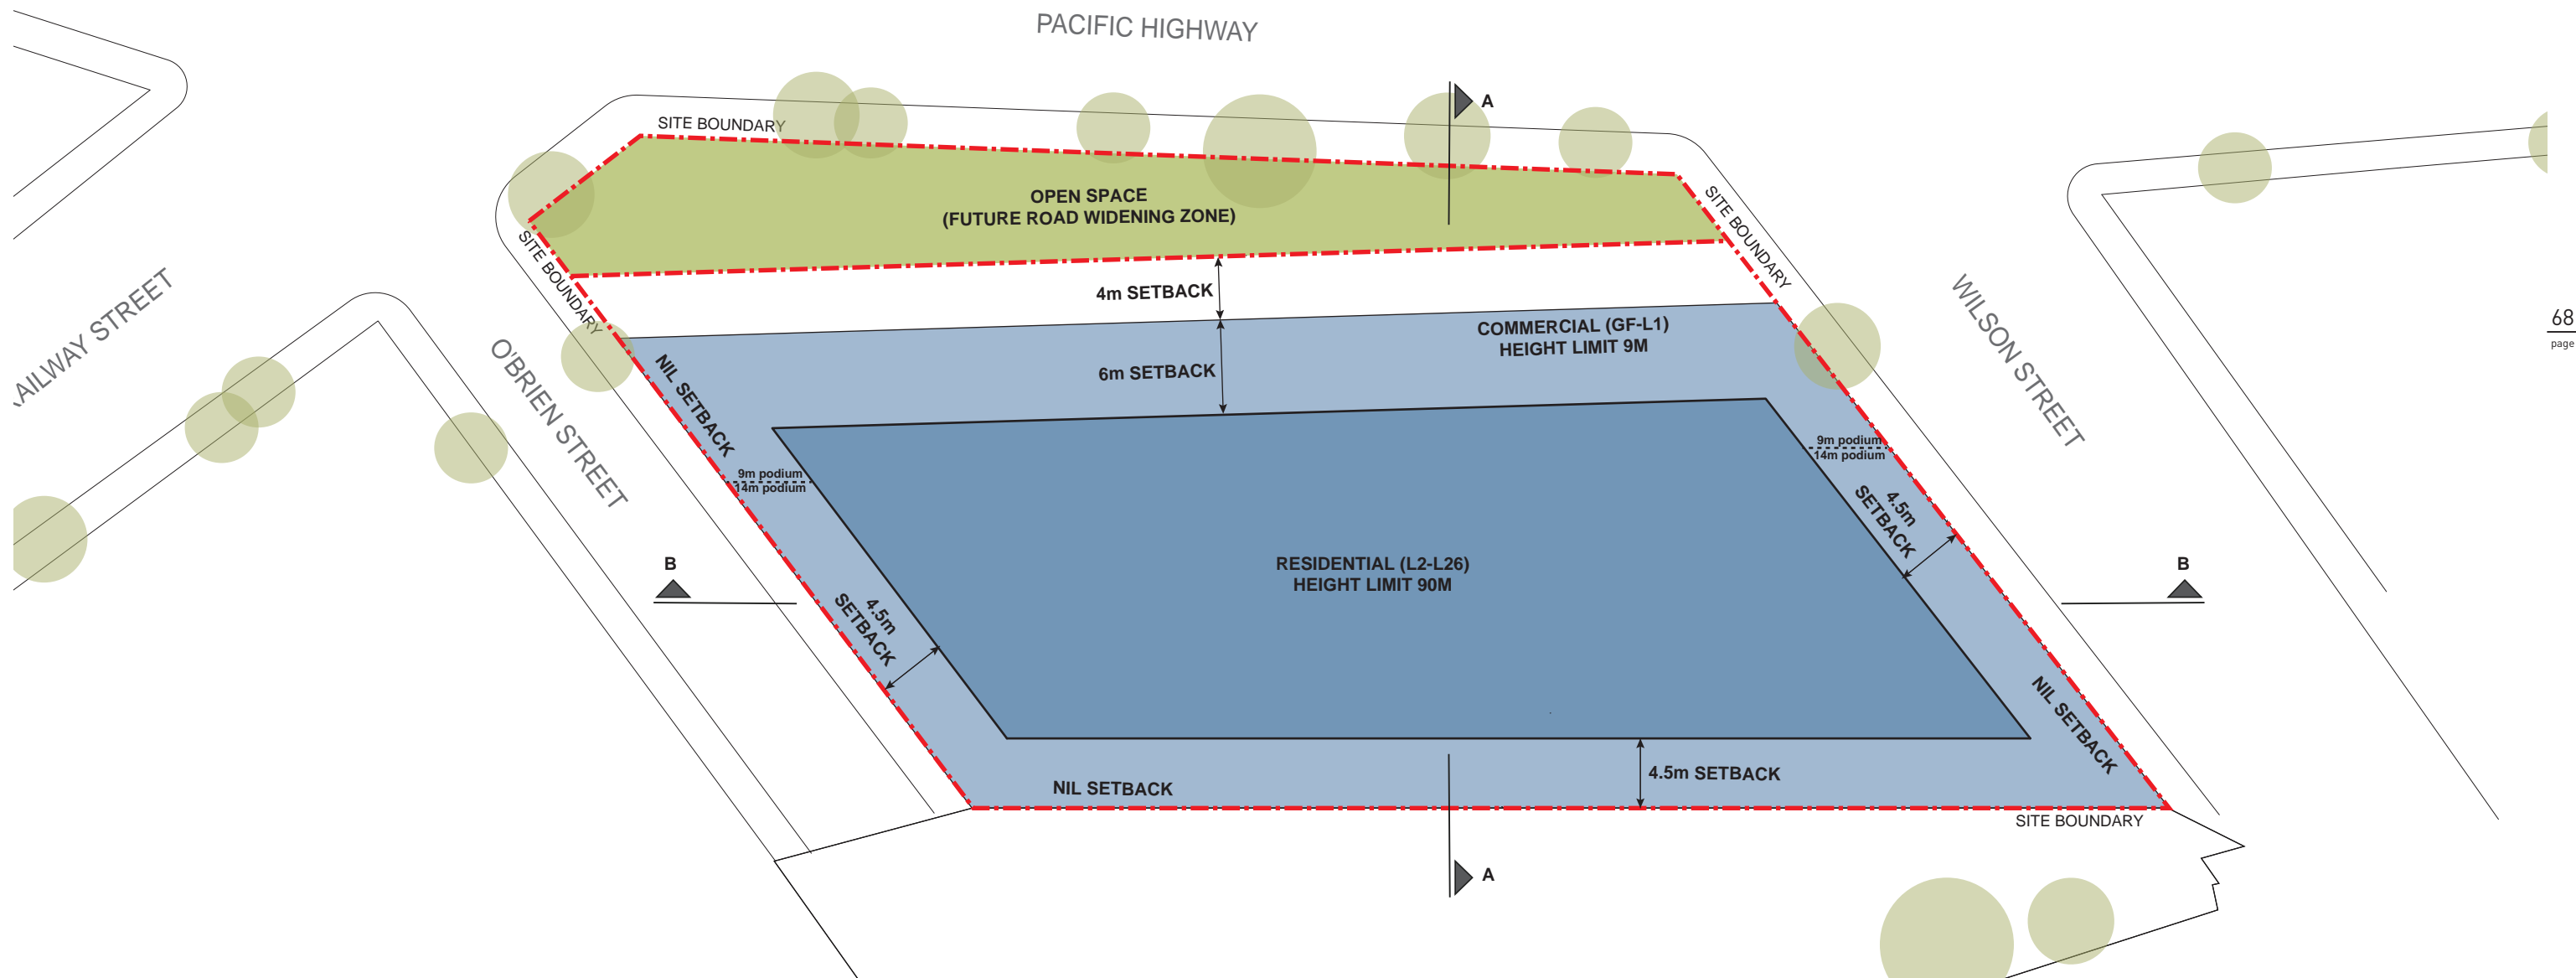 PACIFIC HIGHWAY
A
SITE BOUNDARY
OPEN SPACE
(FUTURE ROAD WIDENING ZONE)
SITE BOUNDARY
SITE BOUNDARY
4m SETBACK
COMMERCIAL (GF-L1)
HEIGHT LIMIT 9M
68
page
AILWAY STREET
O'BRIEN STREET
WILSON STREET
NIL SETBACK
6m SETBACK
9m podium
14m podium
9m podium
14m podium
4.5m
SETBACK
RESIDENTIAL (L2-L26)
HEIGHT LIMIT 90M
B
B
4.5m
SETBACK
NIL SETBACK
NIL SETBACK
4.5m SETBACK
SITE BOUNDARY
A